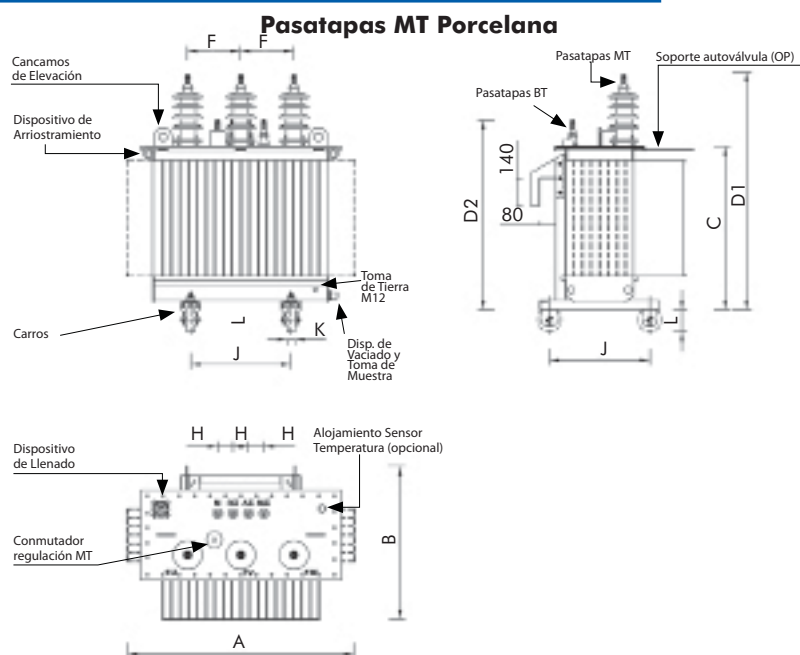 Pasatapas MT Porcelana
F F
Cancamos
de Elevación
Dispositivo de
Arriostramiento
Carros
L
K
J
Toma
de Tierra
M12
Disp. de
Vaciado y
Toma de
Muestra
Pasatapas MT
Soporte autoválvula (OP)
Pasatapas BT
140
80
D2
C
D1
L
J
H H H
Alojamiento Sensor
Temperatura (opcional)
Dispositivo
de Llenado
Conmutador
regulación MT
B
A